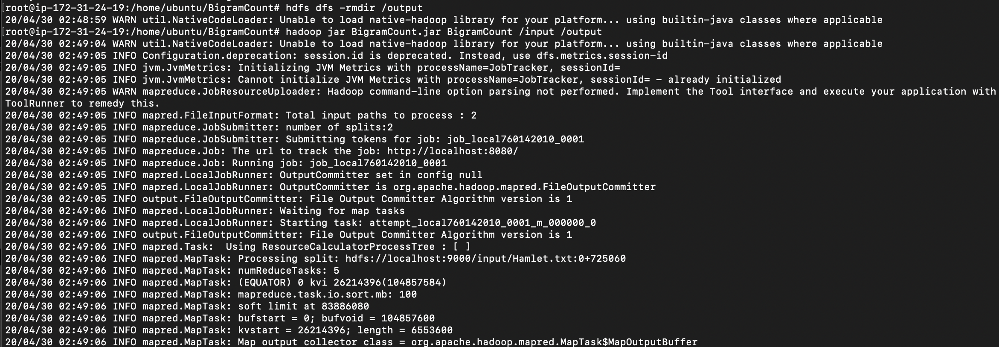 [root@ip-172-31-24-19:/home/ubuntu/BigramCount# hdfs dfs -rmdir /output
20/04/30 02:48:59 WARN util.NativeCodeLoader: Unable to load native-hadoop library for your platform... using builtin-java classes where applicable
[root@ip-172-31-24-19:/home/ubuntu/BigramCount# hadoop jar BigramCount.jar BigramCount /input /output
20/04/30 02:49:04 WARN util.NativeCodeLoader: Unable to load native-hadoop library for your platform... using builtin-java classes where applicable
20/04/30 02:49:05 INFO Configuration.deprecation: session.id is deprecated. Instead, use dfs.metrics.session-id
20/04/30 02:49:05 INFO jvm.JvmMetrics: Initializing JVM Metrics with processName=JobTracker, sessionId=
20/04/30 02:49:05 INFO jvm.JvmMetrics: Cannot initialize JVM Metrics with processName=JobTracker, sessionId= - already initialized
20/04/30 02:49:05 WARN mapreduce.JobResourceUploader: Hadoop command-line option parsing not performed. Implement the Tool interface and execute your application with
ToolRunner to remedy this.
20/04/30 02:49:05 INFO mapred.FileInputFormat: Total input paths to process : 2
20/04/30 02:49:05 INFO mapreduce.JobSubmitter: number of splits:2
20/04/30 02:49:05 INFO mapreduce.JobSubmitter: Submitting tokens for job: job_local760142010_0001
20/04/30 02:49:05 INFO mapreduce.Job: The url to track the job: http://localhost:8080/
20/04/30 02:49:05 INFO mapreduce.Job: Running job: job_local760142010_0001
20/04/30 02:49:05 INFO mapred.LocalJobRunner: OutputCommitter set in config null
20/04/30 02:49:05 INFO mapred.LocalJobRunner: OutputCommitter is org.apache.hadoop.mapred.FileOutputCommitter
20/04/30 02:49:05 INFO output.FileOutputCommitter: File Output Committer Algorithm version is 1
20/04/30 02:49:06 INFO mapred.LocalJobRunner: Waiting for map tasks
20/04/30 02:49:06 INFO mapred.LocalJobRunner: Starting task: attempt_local760142010_0001_m_000000_0
20/04/30 02:49:06 INFO output.FileOutputCommitter: File Output Committer Algorithm version is 1
20/04/30 02:49:06 INFO mapred.Task:  Using ResourceCalculatorProcessTree : [ ]
20/04/30 02:49:06 INFO mapred.MapTask: Processing split: hdfs://localhost:9000/input/Hamlet.txt:0+725060
20/04/30 02:49:06 INFO mapred.MapTask: numReduceTasks: 5
20/04/30 02:49:06 INFO mapred.MapTask: (EQUATOR) 0 kvi 26214396(104857584)
20/04/30 02:49:06 INFO mapred.MapTask: mapreduce.task.io.sort.mb: 100
20/04/30 02:49:06 INFO mapred.MapTask: soft limit at 83886080
20/04/30 02:49:06 INFO mapred.MapTask: bufstart = 0; bufvoid = 104857600
20/04/30 02:49:06 INFO mapred.MapTask: kvstart = 26214396; length = 6553600
20/04/30 02:49:06 INFO mapred.MapTask: Map output collector class = org.apache.hadoop.mapred.MapTask$MapOutputBuffer